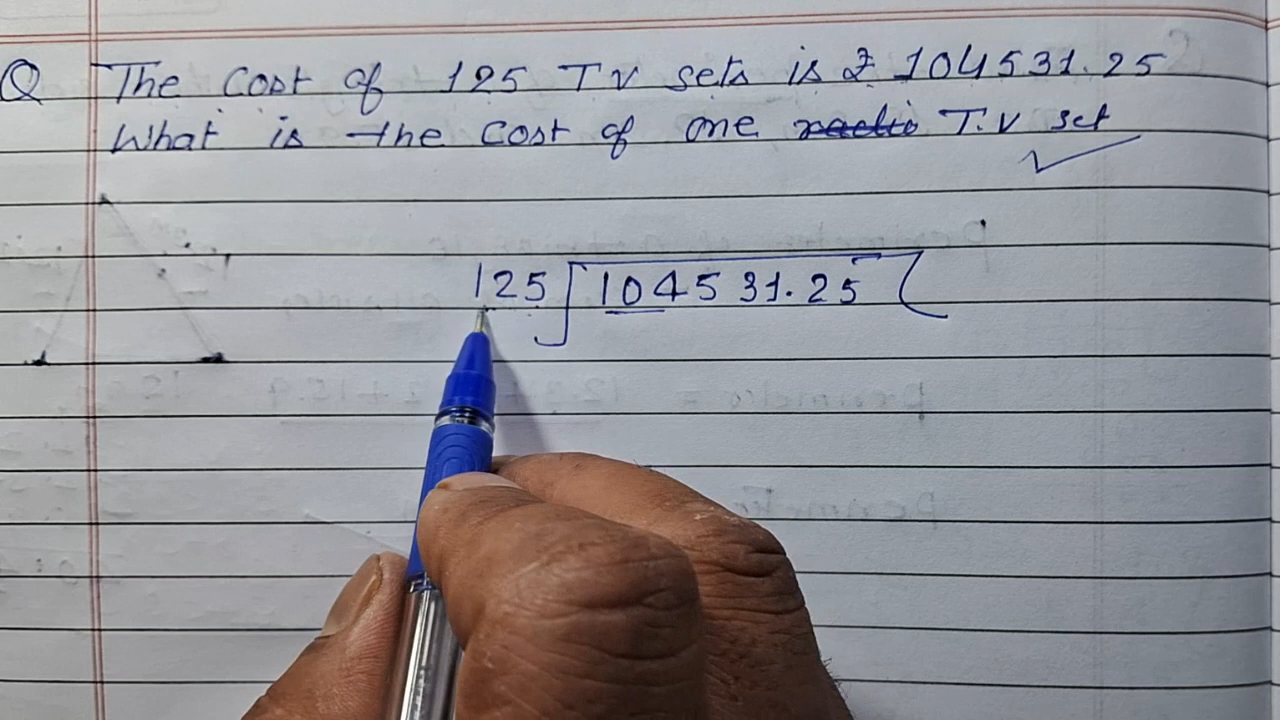 Q The Cost of 125 TV sets is ₹ 104531.25
What is the Cost of one radio T.V set
125 104531.25